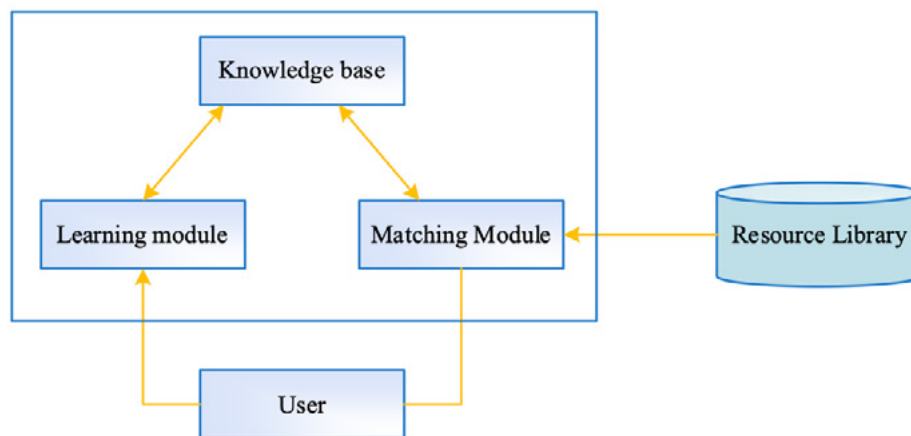 Knowledge base
Learning module
Matching Module
Resource Library
User